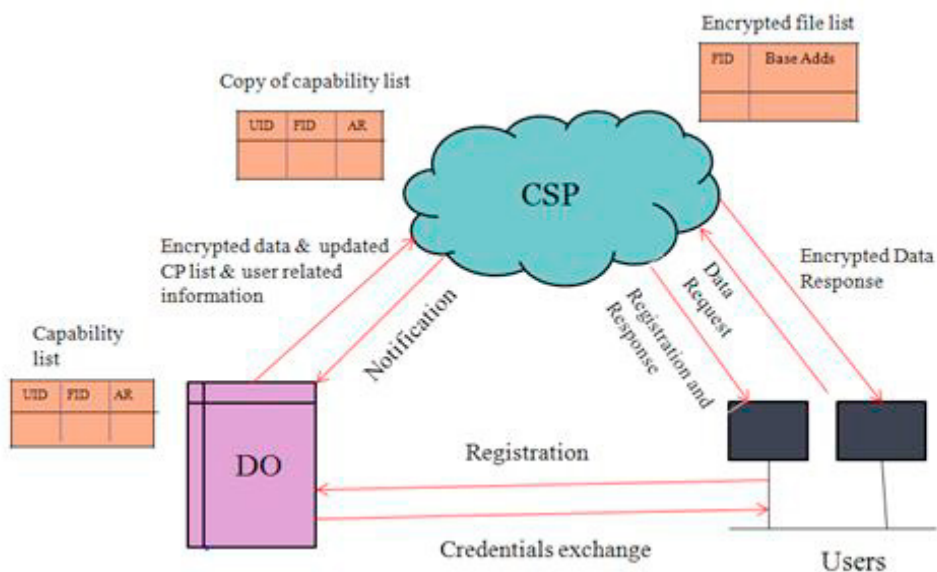 Encrypted file list
FID Base Adds
Copy of capability list
UID FID AR
CSP
Encrypted data & updated
CP list & user related
information
Notification
Registration and
Response
Data
Request
Encrypted Data
Response
Capability
list
UID FID AR
DO
Registration
Credentials exchange
Users